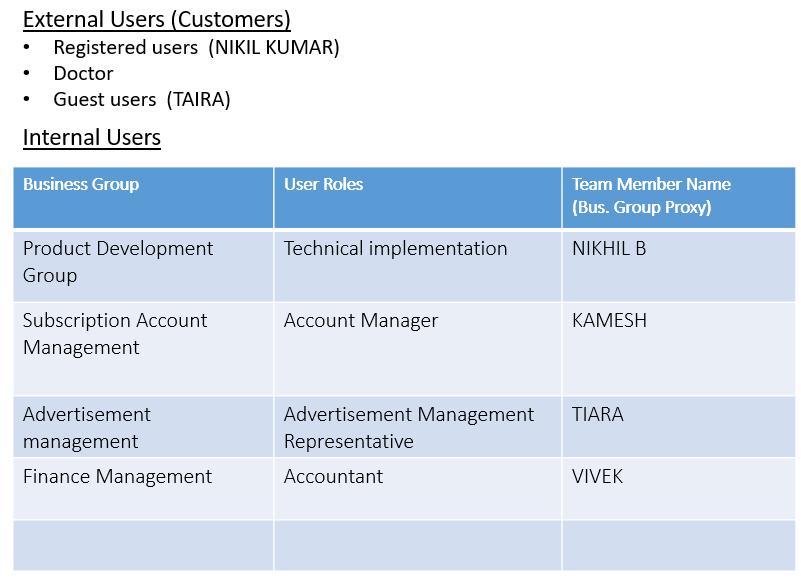 External Users (Customers)
• Registered users (NIKIL KUMAR)
• Doctor
• Guest users (TAIRA)
Internal Users
Business Group User Roles Team Member Name
(Bus. Group Proxy)
Product Development Technical implementation NIKHIL B
Group
Subscription Account Account Manager KAMESH
Management
Advertisement Advertisement Management TIARA
management Representative
Finance Management Accountant VIVEK